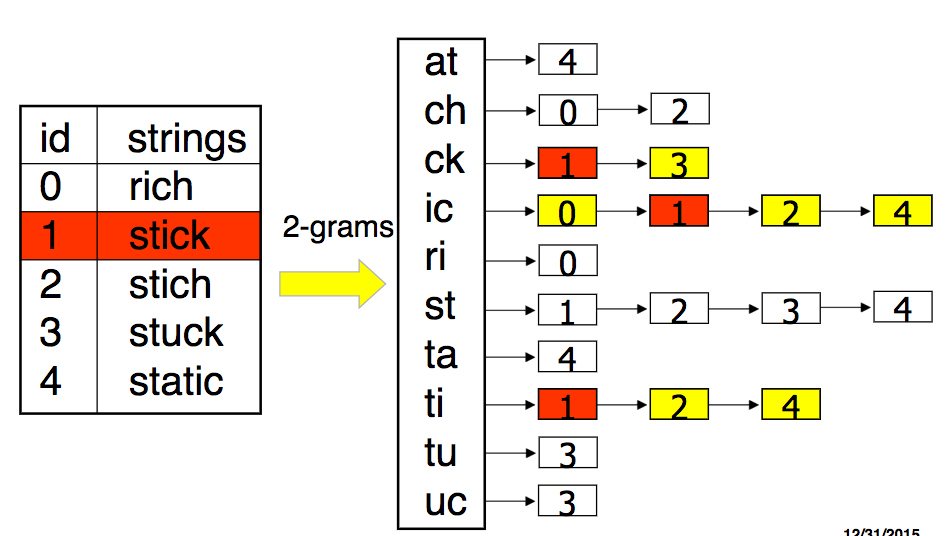 id strings
0 rich
1 stick
2 stich
3 stuck
4 static
2-grams
at 4
ch 0 2
ck 1 3
ic 0 1 2 4
ri 0
st 1 2 3 4
ta 4
ti 1 2 4
tu 3
uc 3
12/31/2015